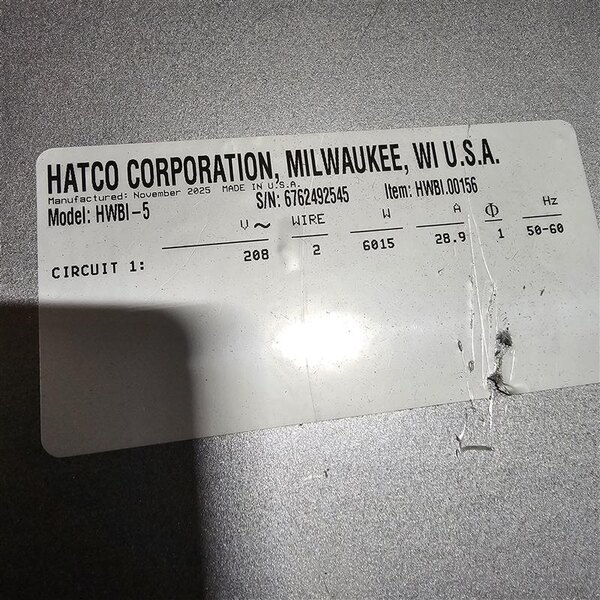 HATCO CORPORATION, MILWAUKEE, WI U.S.A.
Manufactured: November 2025 MADE IN U.S.A.
Model: HWBI-5 S/N: 6762492545 Item: HWBI.00156
V~ WIRE W A Φ Hz
CIRCUIT 1: 208 2 6015 28.9 1 50-60